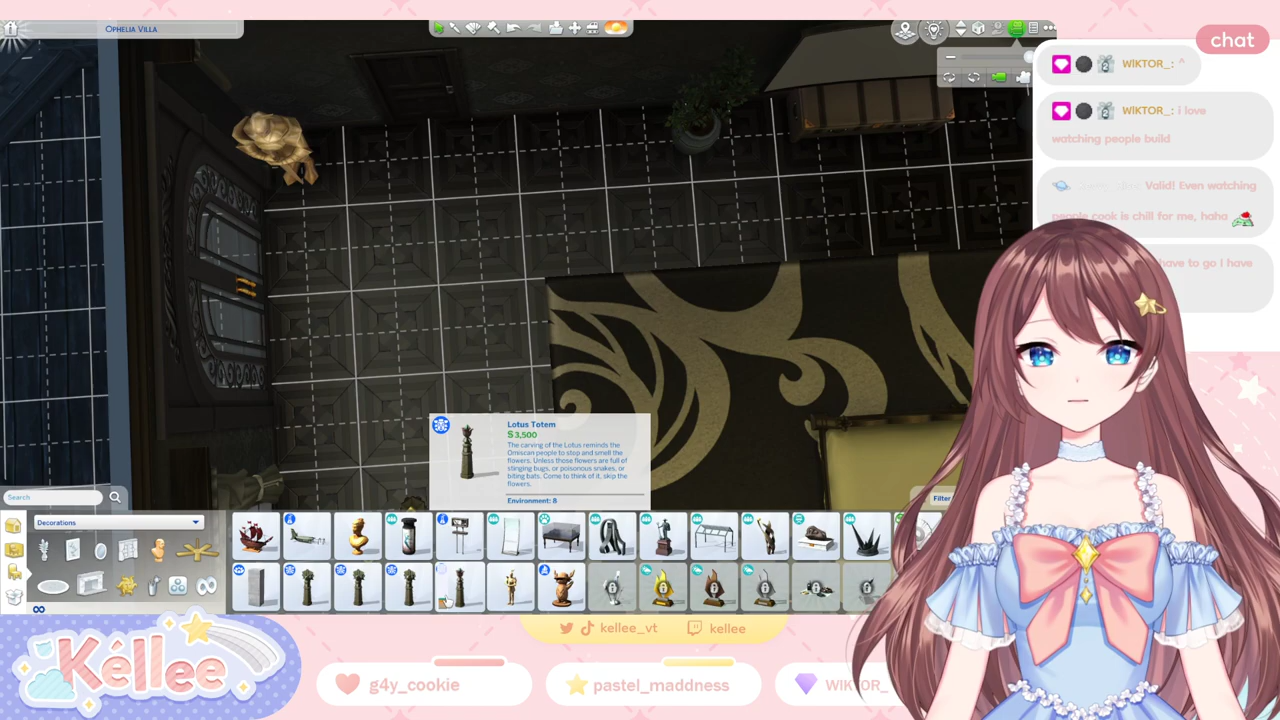 OPHELIA VILLA
chat
WIKTOR_: ^
WIKTOR_: i love
watching people build
Valid! Even watching
people cook is chill for me, haha
have to go I have
Lotus Totem
§3,500
The carving of the Lotus reminds the
Omiscan people to stop and smell the
flowers. Unless those flowers are full of
stinging bugs, or poisonous snakes, or
biting bats. Come to think of it, skip the
flowers.
Environment: 8
Search
Filter
Decorations
Kéllee
kellee_vt
kellee
g4y_cookie
pastel_maddness
WIKTOR_